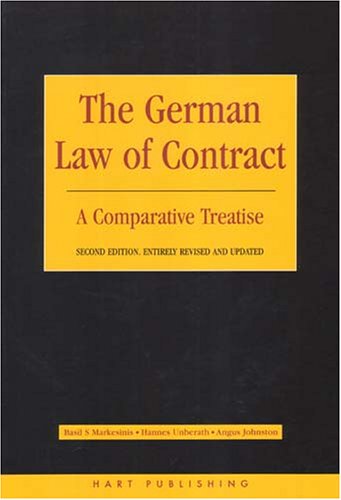 The German
Law of Contract
A Comparative Treatise
SECOND EDITION. ENTIRELY REVISED AND UPDATED
Basil S Markesinis • Hannes Unberath • Angus Johnston
HART PUBLISHING